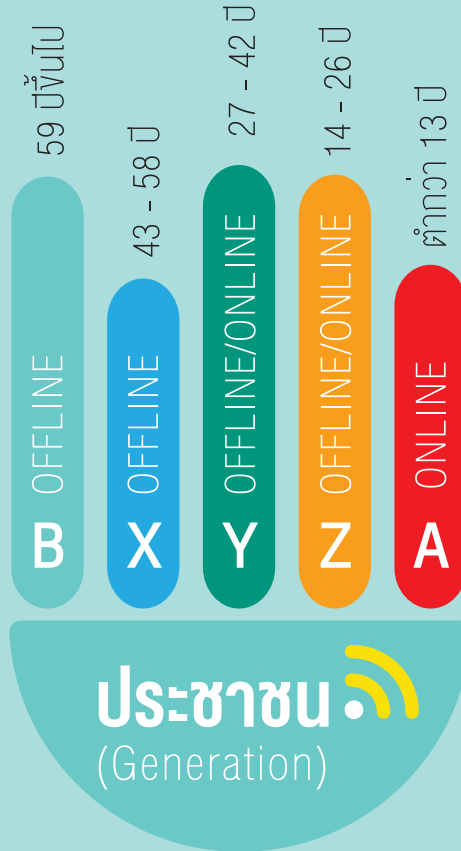 59 ปีขึ้นไป
OFFLINE
B
43 - 58 ปี
OFFLINE
X
27 - 42 ปี
OFFLINE/ONLINE
Y
14 - 26 ปี
OFFLINE/ONLINE
Z
ต่ำกว่า 13 ปี
ONLINE
A
ประชาชน
(Generation)